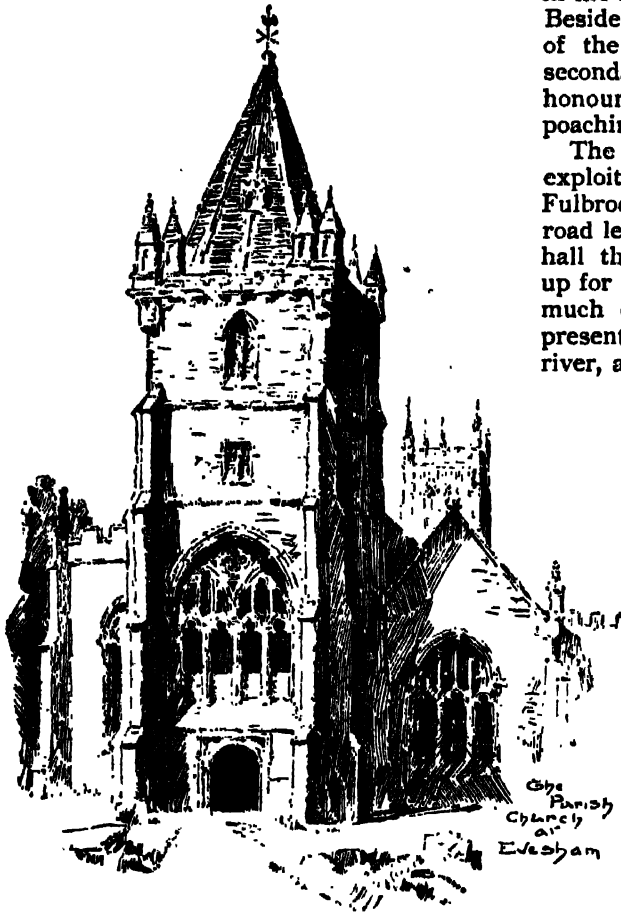 Beside
of the
second
honour
poachin
The
exploit
Fulbro
road le
hall th
up for
much
present
river, a
The
Parish
Church
at
Evesham